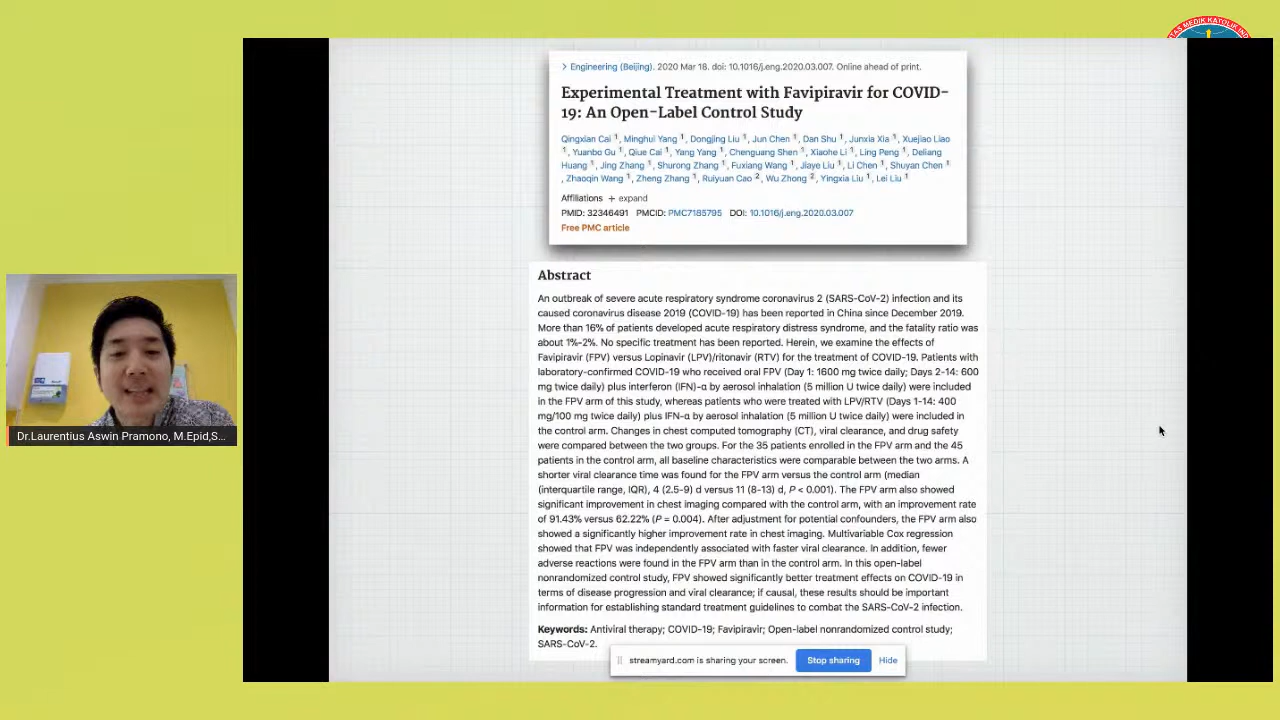 TAS MEDIK KATOLIK IN
> Engineering (Beijing). 2020 Mar 18. doi: 10.1016/j.eng.2020.03.007. Online ahead of print.
Experimental Treatment with Favipiravir for COVID-
19: An Open-Label Control Study
Qingxian Cai 1, Minghui Yang 1, Dongjing Liu 1, Jun Chen 1, Dan Shu 1, Junxia Xia 1, Xuejiao Liao
1, Yuanbo Gu 1, Qiue Cai 1, Yang Yang 1, Chenguang Shen 1, Xiaohe Li 1, Ling Peng 1, Deliang
Huang 1, Jing Zhang 1, Shurong Zhang 1, Fuxiang Wang 1, Jiaye Liu 1, Li Chen 1, Shuyan Chen 1
, Zhaoqin Wang 1, Zheng Zhang 1, Ruiyuan Cao 2, Wu Zhong 2, Yingxia Liu 1, Lei Liu 1
Affiliations + expand
PMID: 32346491 PMCID: PMC7185795 DOI: 10.1016/j.eng.2020.03.007
Free PMC article
Abstract
An outbreak of severe acute respiratory syndrome coronavirus 2 (SARS-CoV-2) infection and its
caused coronavirus disease 2019 (COVID-19) has been reported in China since December 2019.
More than 16% of patients developed acute respiratory distress syndrome, and the fatality ratio was
about 1%-2%. No specific treatment has been reported. Herein, we examine the effects of
Favipiravir (FPV) versus Lopinavir (LPV)/ritonavir (RTV) for the treatment of COVID-19. Patients with
laboratory-confirmed COVID-19 who received oral FPV (Day 1: 1600 mg twice daily; Days 2-14: 600
mg twice daily) plus interferon (IFN)-α by aerosol inhalation (5 million U twice daily) were included
in the FPV arm of this study, whereas patients who were treated with LPV/RTV (Days 1-14: 400
mg/100 mg twice daily) plus IFN-α by aerosol inhalation (5 million U twice daily) were included in
the control arm. Changes in chest computed tomography (CT), viral clearance, and drug safety
were compared between the two groups. For the 35 patients enrolled in the FPV arm and the 45
patients in the control arm, all baseline characteristics were comparable between the two arms. A
shorter viral clearance time was found for the FPV arm versus the control arm (median
(interquartile range, IQR), 4 (2.5-9) d versus 11 (8-13) d, P < 0.001). The FPV arm also showed
significant improvement in chest imaging compared with the control arm, with an improvement rate
of 91.43% versus 62.22% (P = 0.004). After adjustment for potential confounders, the FPV arm also
showed a significantly higher improvement rate in chest imaging. Multivariable Cox regression
showed that FPV was independently associated with faster viral clearance. In addition, fewer
adverse reactions were found in the FPV arm than in the control arm. In this open-label
nonrandomized control study, FPV showed significantly better treatment effects on COVID-19 in
terms of disease progression and viral clearance; if causal, these results should be important
information for establishing standard treatment guidelines to combat the SARS-CoV-2 infection.
Keywords: Antiviral therapy; COVID-19; Favipiravir; Open-label nonrandomized control study;
SARS-CoV-2.
streamyard.com is sharing your screen. Stop sharing Hide
Dr.Laurentius Aswin Pramono, M.Epid,S...